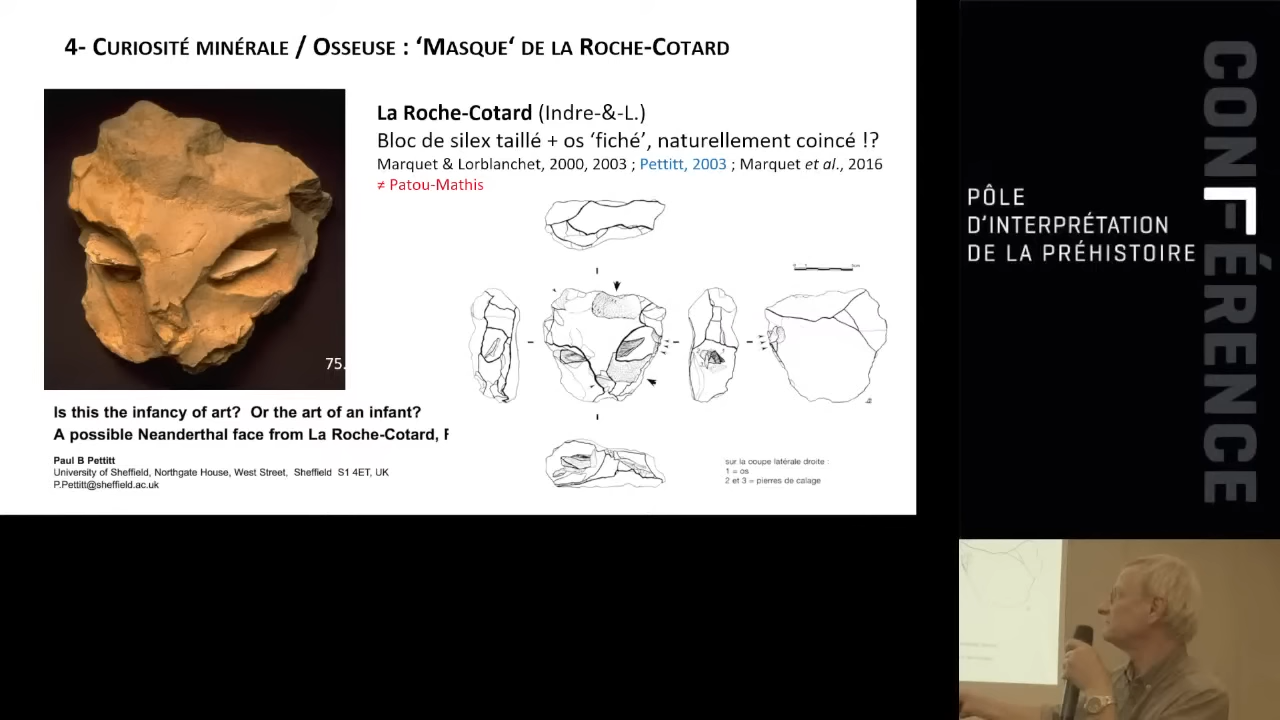 4- Curiosité minérale / Osseuse : ‘Masque‘ de la Roche-Cotard
La Roche-Cotard (Indre-&-L.)
Bloc de silex taillé + os ‘fiché’, naturellement coincé !?
Marquet & Lorblanchet, 2000, 2003 ; Pettitt, 2003 ; Marquet et al., 2016
≠ Patou-Mathis
75.
Is this the infancy of art? Or the art of an infant?
A possible Neanderthal face from La Roche-Cotard, F
Paul B Pettitt
University of Sheffield, Northgate House, West Street, Sheffield S1 4ET, UK
P.Pettitt@sheffield.ac.uk
sur la coupe latérale droite :
1 = os
2 et 3 = pierres de calage
PÔLE
D'INTERPRÉTATION
DE LA PRÉHISTOIRE
CONFÉRENCE